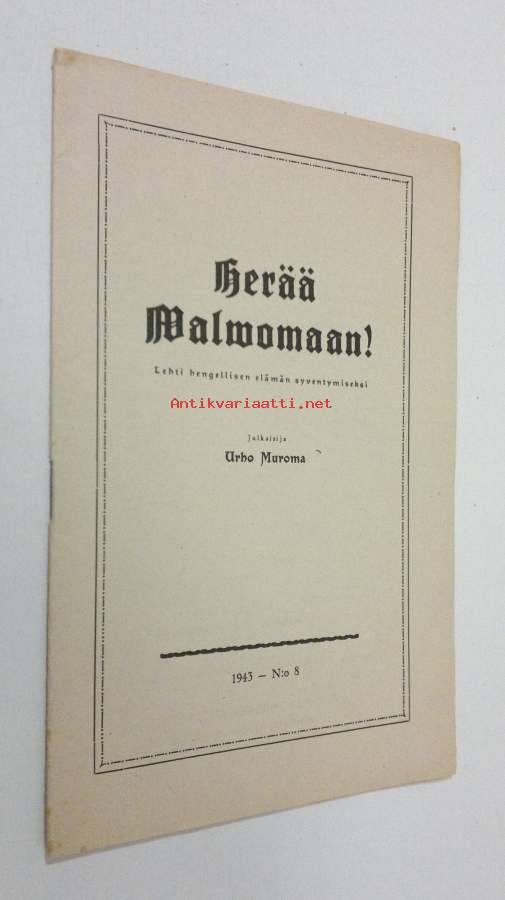 Herää
Walwomaan!
Lehti hengellisen elämän syventymiseksi
Antikvariaatti.net
Julkaisija
Urho Muroma
1943 — N:o 8